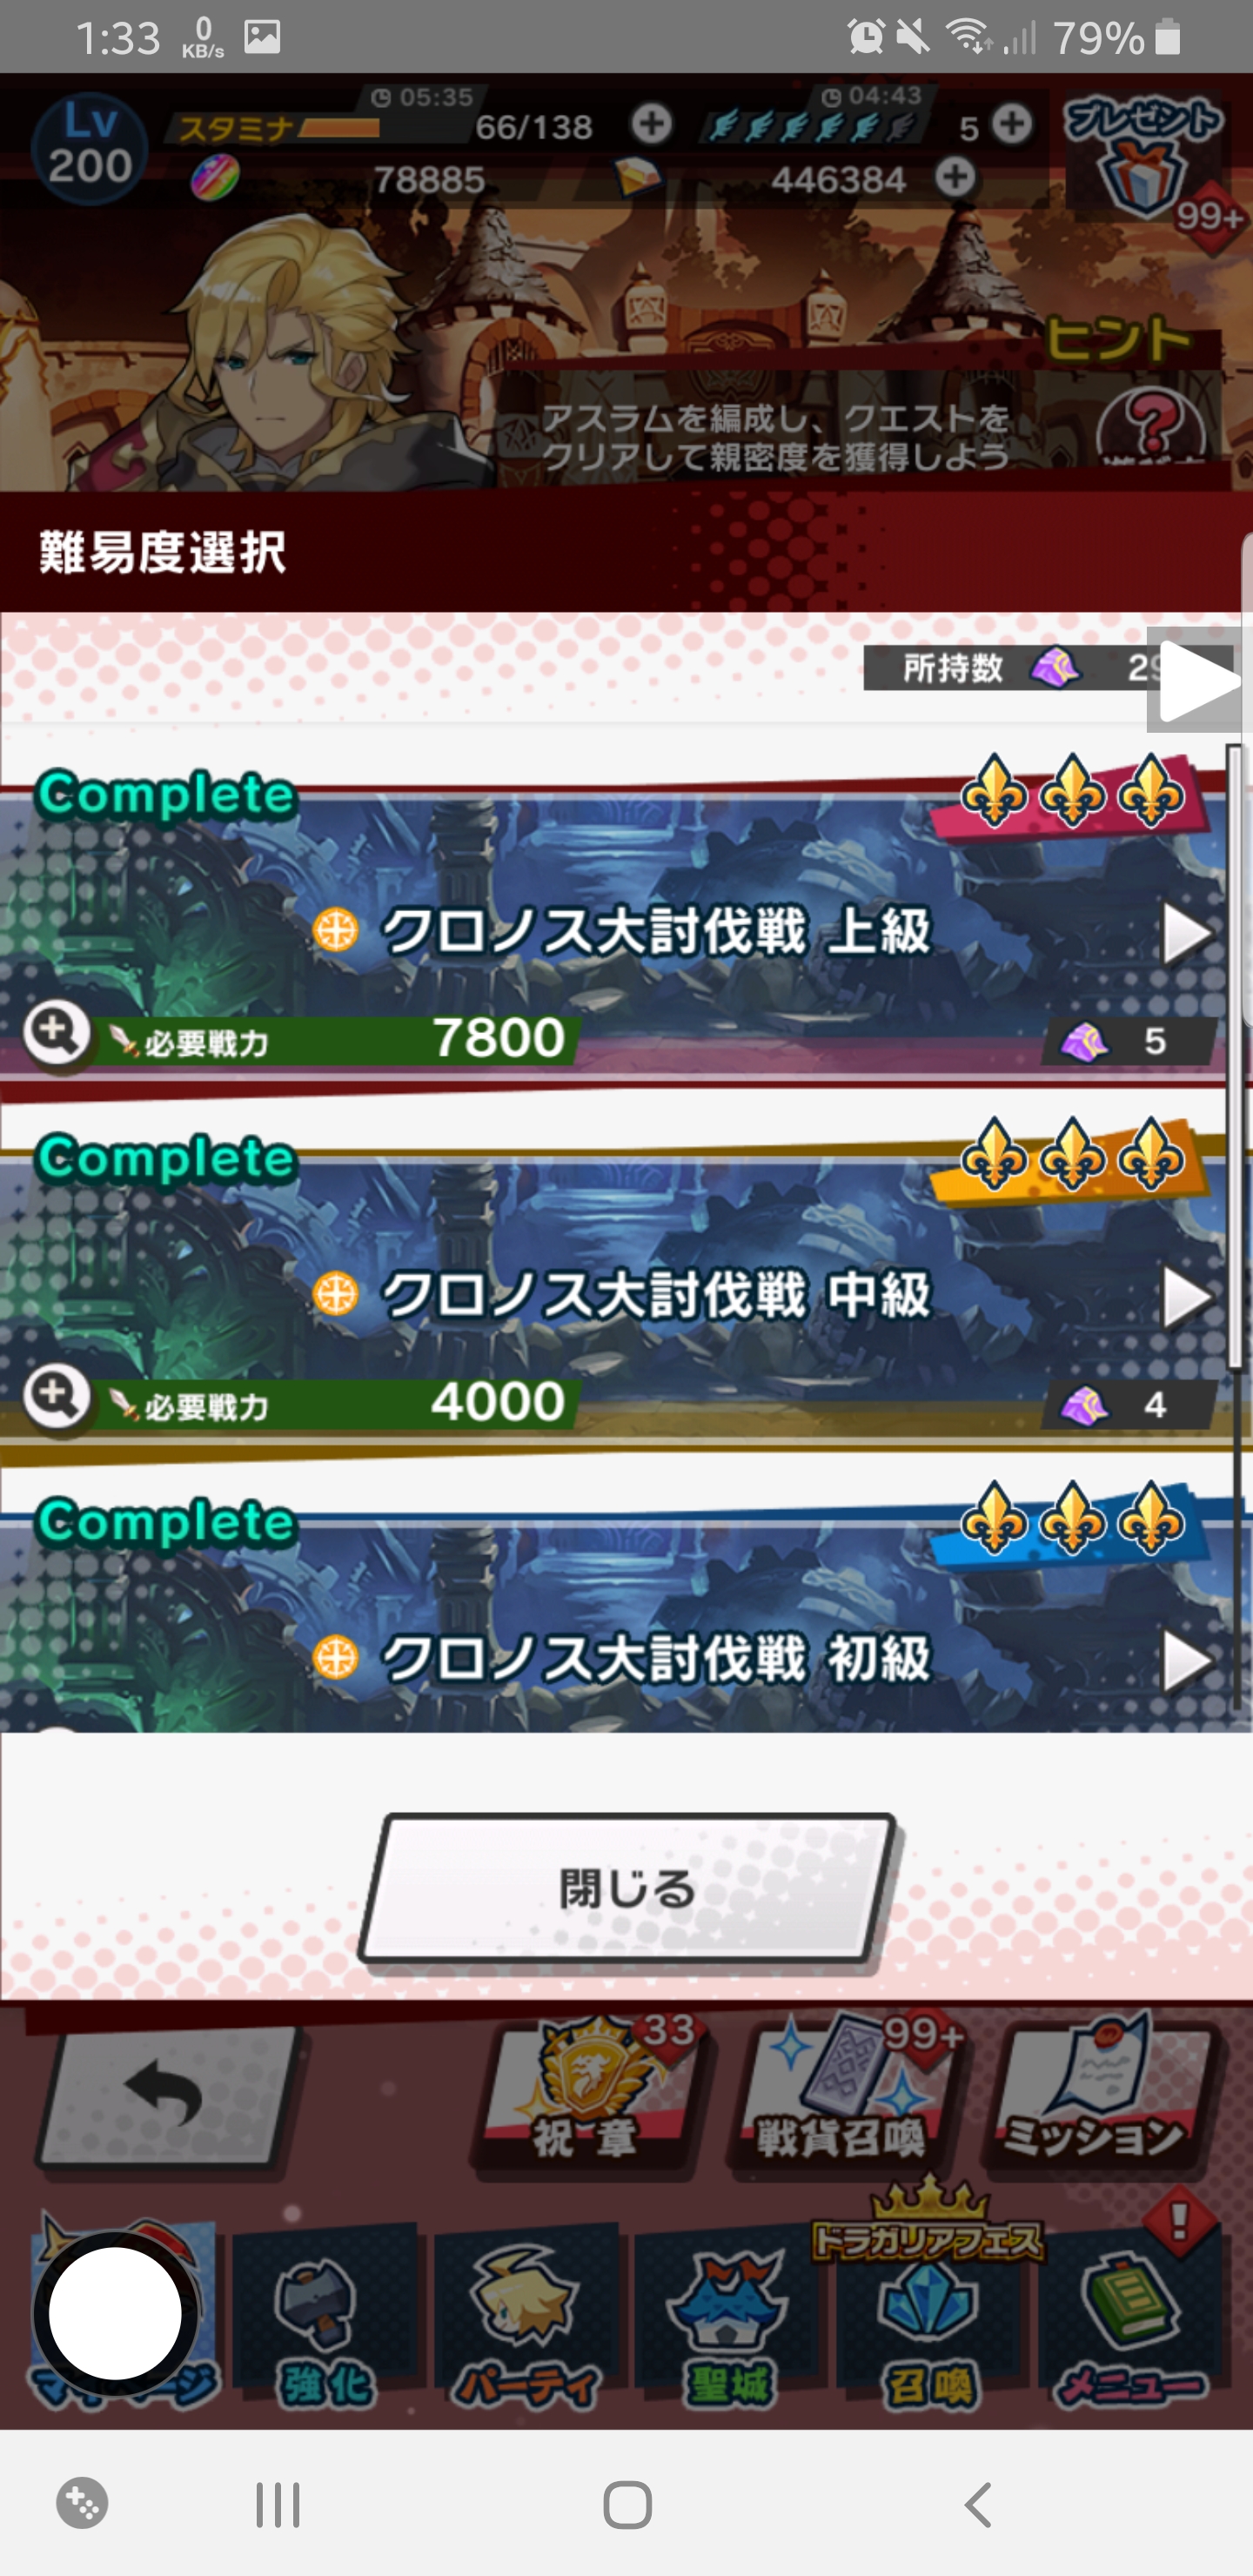 1:33
0
KB/s
79%
Lv
200
スタミナ
05:35
66/138
04:43
5
78885
446384
プレゼント
99+
ヒント
アスラムを編成し、クエストを
クリアして親密度を獲得しよう
難易度選択
所持数
Complete
クロノス大討伐戦 上級
必要戦力 7800
5
Complete
クロノス大討伐戦 中級
必要戦力 4000
4
Complete
クロノス大討伐戦 初級
閉じる
33
祝章
99+
戦貨召喚
ミッション
ドラガリアフェス
強化
パーティ
聖城
召喚
メニュー